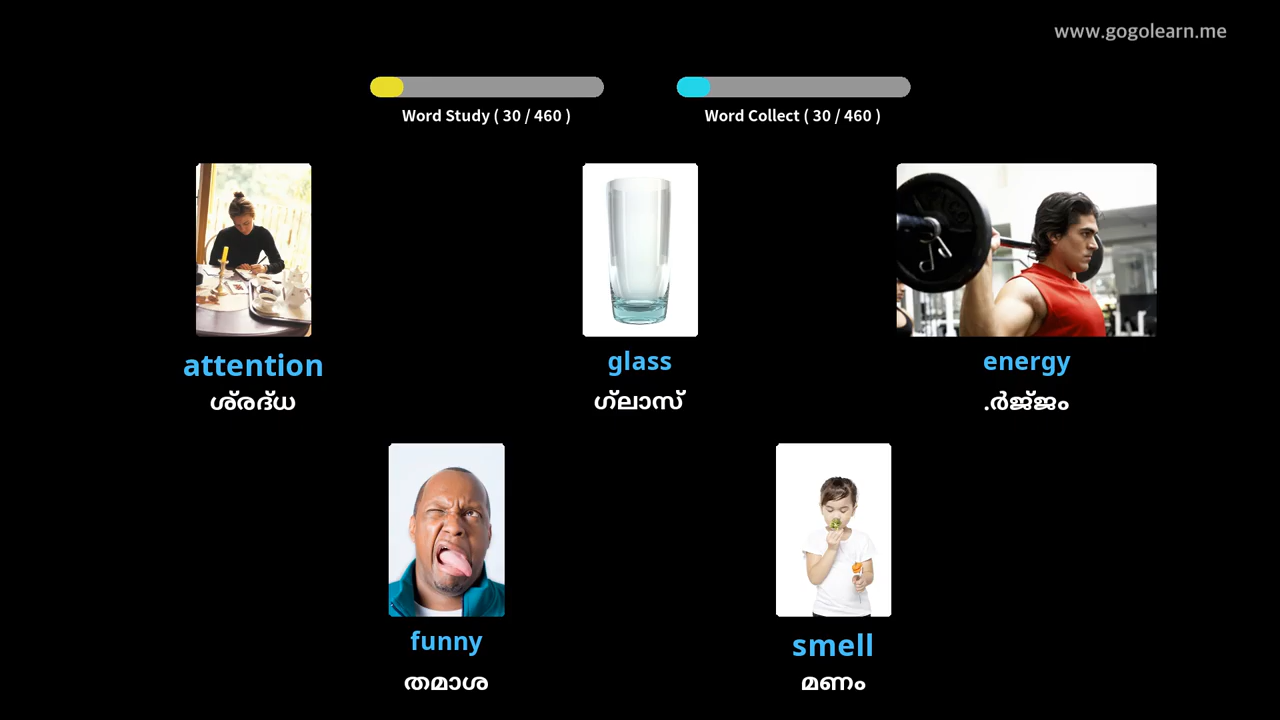 www.gogolearn.me
Word Study ( 30 / 460 )
Word Collect ( 30 / 460 )
attention
ശ്രദ്ധ
glass
ഗ്ലാസ്
energy
.ർജ്ജം
funny
തമാശ
smell
മണം